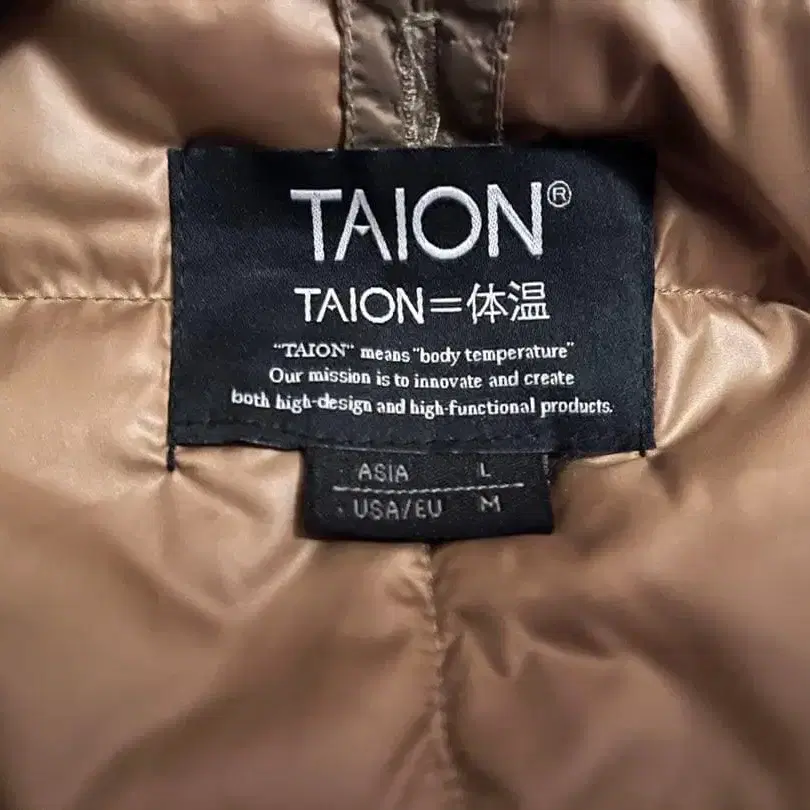 TAION®
TAION=体温
"TAION" means "body temperature"
Our mission is to innovate and create
both high-design and high-functional products.
ASIA L
USA/EU M